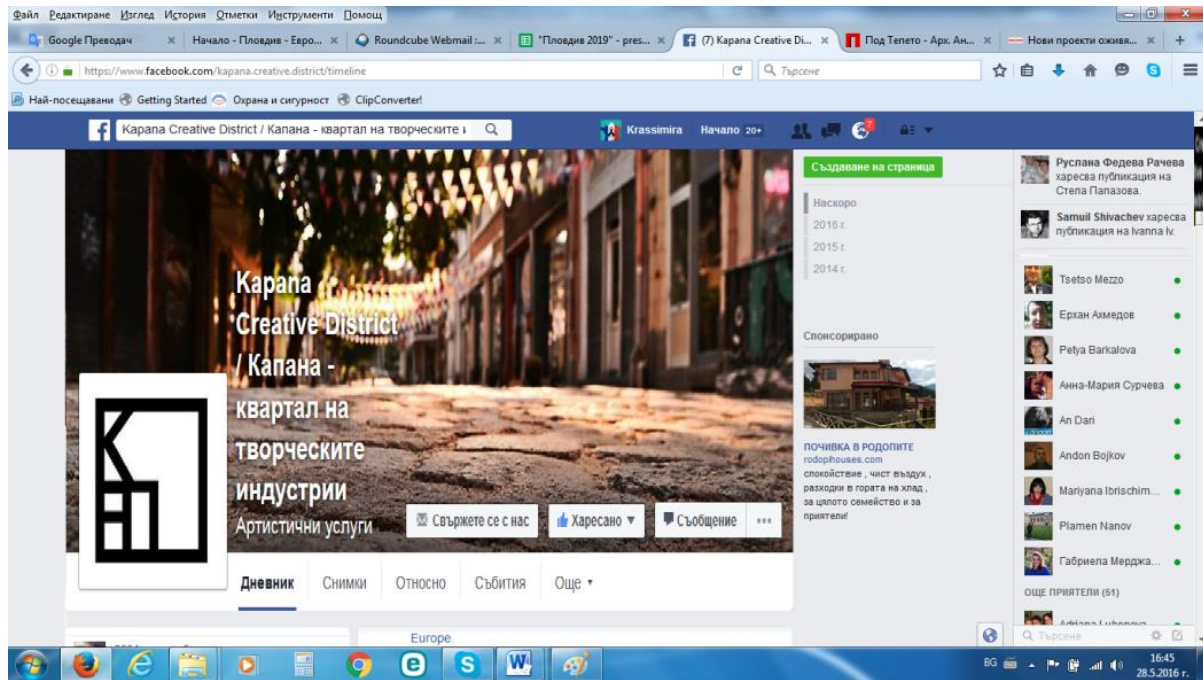 Файл Редактиране Изглед История Отметки Инструменти Помощ
Google Преводач
Начало - Пловдив - Евро...
Roundcube Webmail :...
"Пловдив 2019" - pres...
(7) Kapana Creative Di...
Под Тепето - Арх. Ан...
Нови проекти оживя...
https://www.facebook.com/kapana.creative.district/timeline
Търсене
Най-посещавани Getting Started Охрана и сигурност ClipConverter!
Kapana Creative District / Капана - квартал на творческите
Krassimira Начало 20+
7
Kapana
Creative District
/ Капана -
квартал на
творческите
индустрии
Артистични услуги
Свържете се с нас
Харесано
Съобщение
Дневник Снимки Относно Събития Още
Europe
Създаване на страница
Наскоро
2016 г.
2015 г.
2014 г.
Спонсорирано
ПОЧИВКА В РОДОПИТЕ
rodophouses.com
спокойствие , чист въздух ,
разходки в гората на хлад ,
за цялото семейство и за
приятели!
Руслана Федева Рачева
харесва публикация на
Степа Папазова.
Samuil Shivachev харесва
публикация на Ivanna Iv.
Tsetso Mezzo
Ерхан Ахмедов
Petya Barkalova
Анна-Мария Сурчева
An Dari
Andon Bojkov
Mariyana Ibrischim...
Plamen Nanov
Габриела Мерджа...
ОЩЕ ПРИЯТЕЛИ (51)
Търсене
BG
16:45
28.5.2016 г.